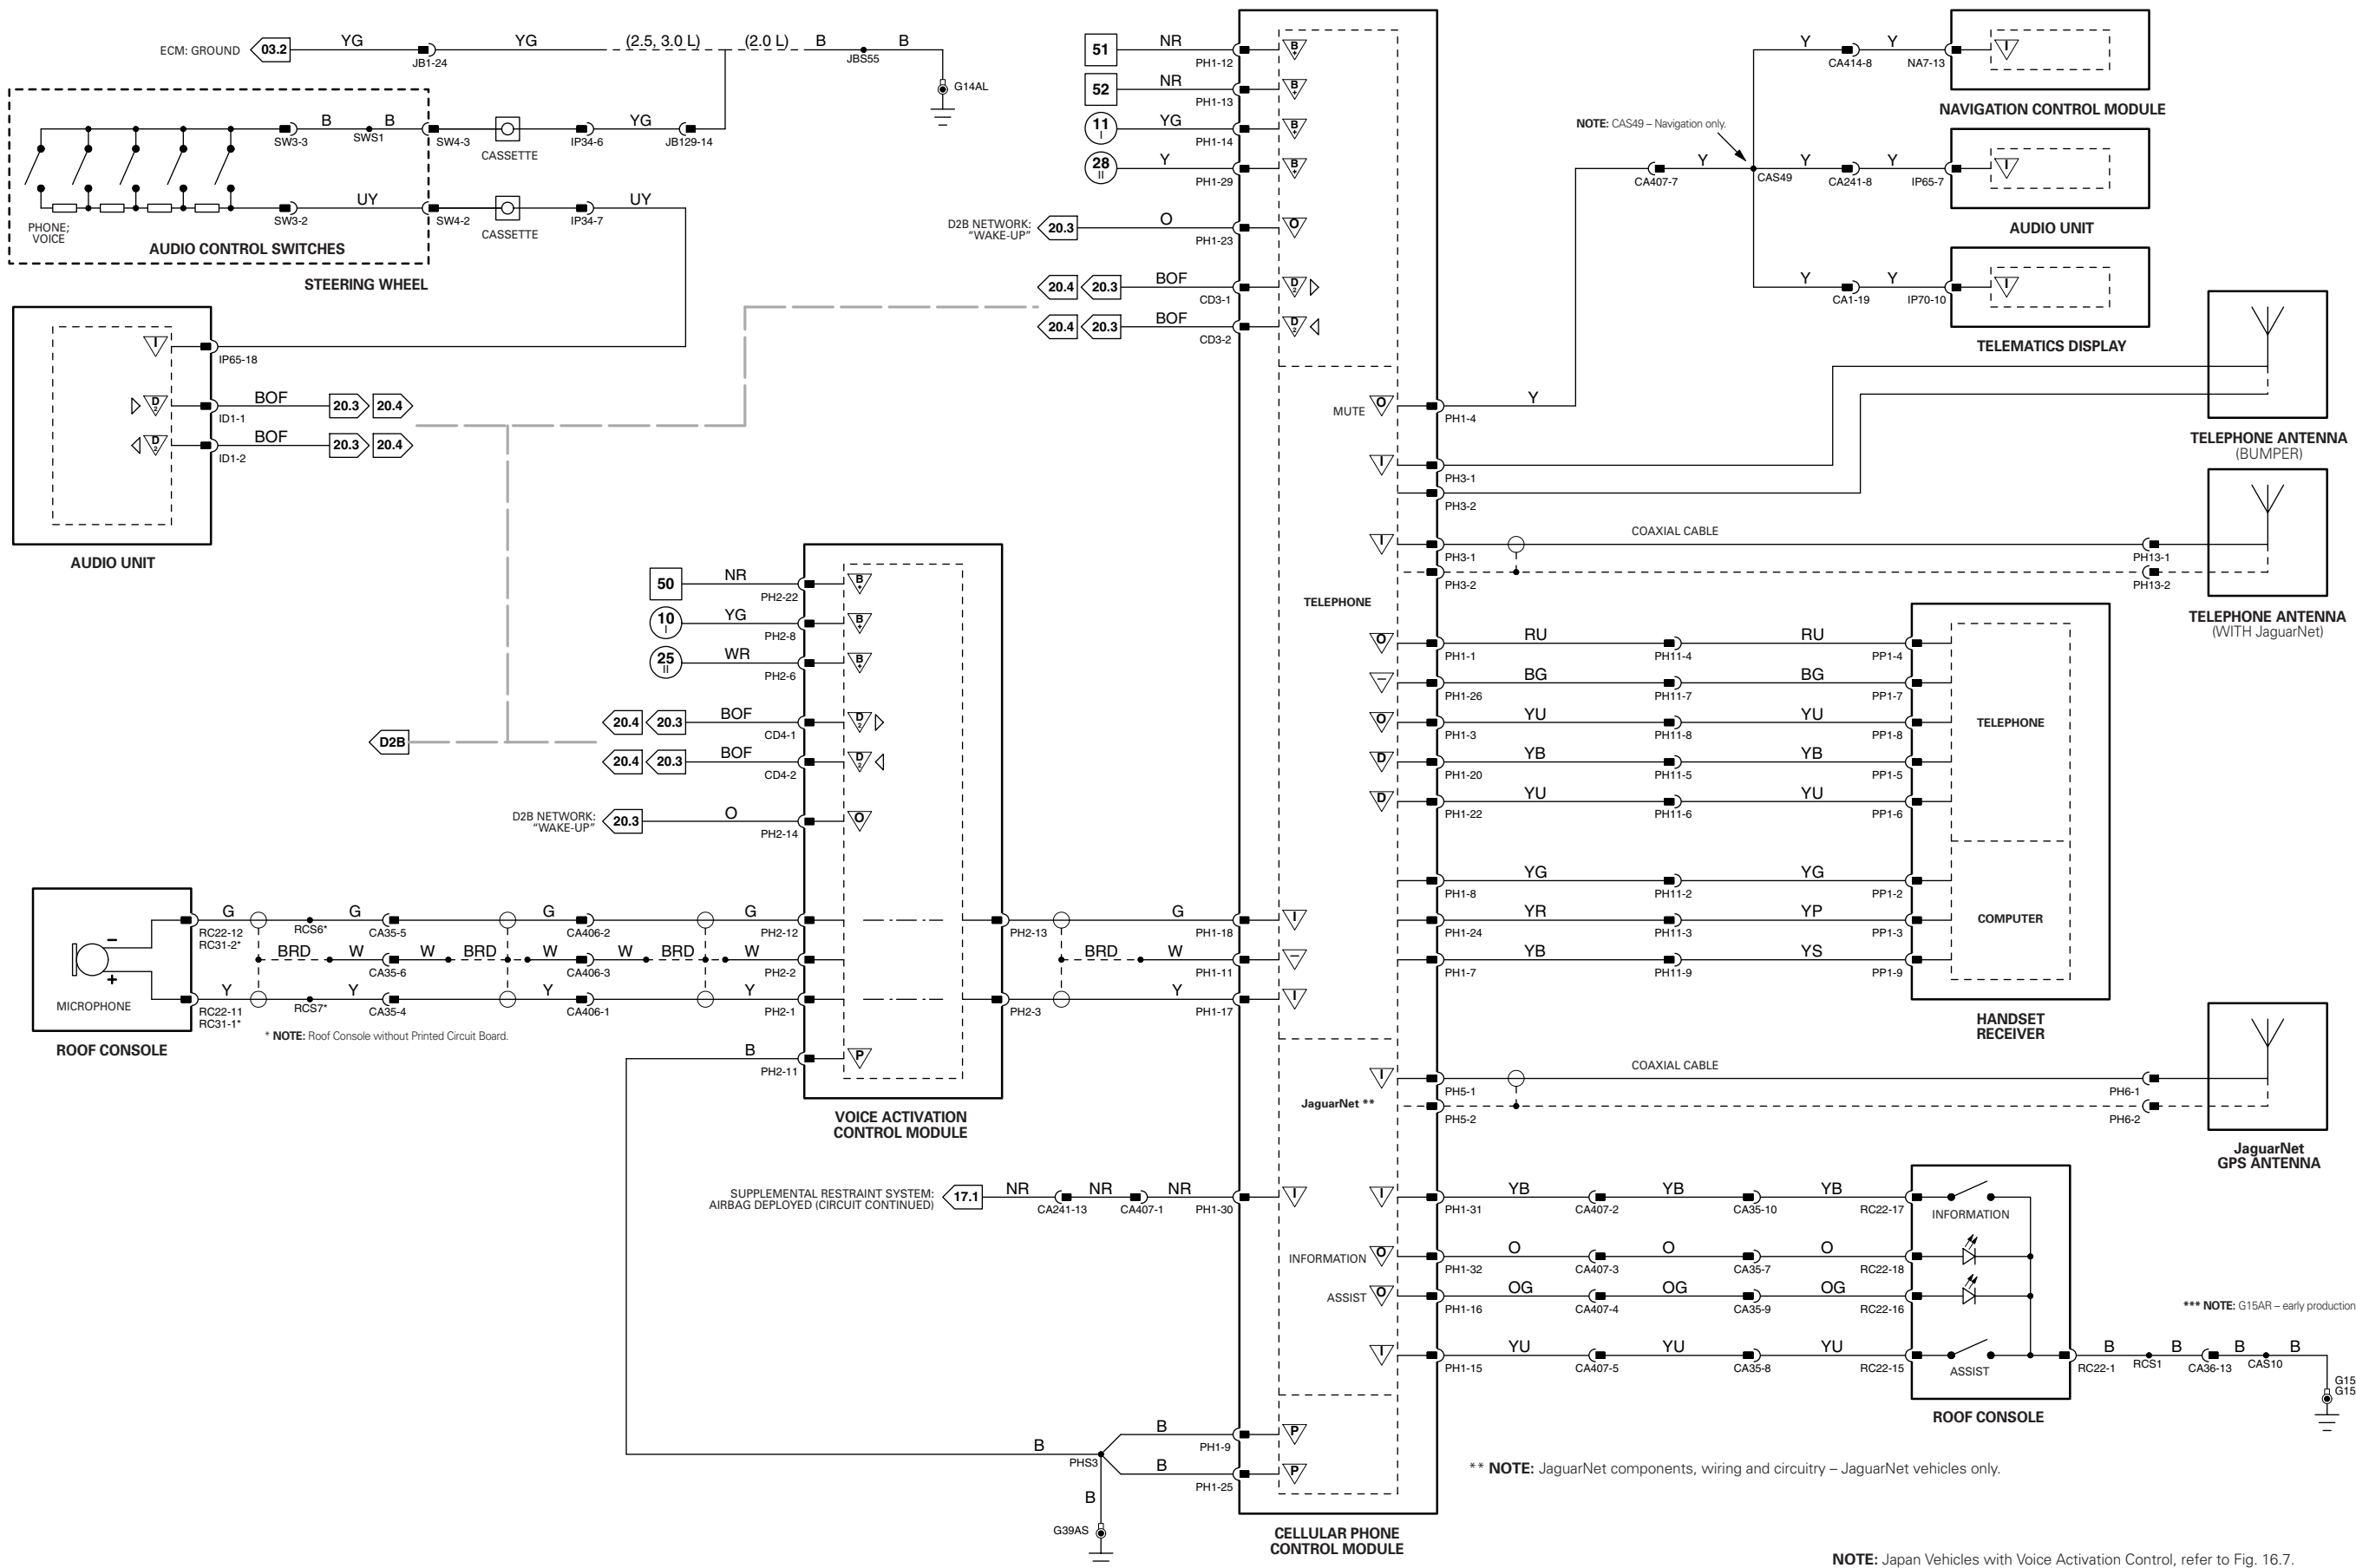 ECM: GROUND 03.2 YG JB1-24 YG (2.5, 3.0 L) (2.0 L) B JBS55 B
G14AL
B SW3-3 SWS1 B SW4-3 CASSETTE IP34-6 YG JB129-14
SW3-2 UY SW4-2 CASSETTE IP34-7 UY
PHONE;
VOICE
AUDIO CONTROL SWITCHES
STEERING WHEEL
I IP65-18
D2 ID1-1 BOF 20.3 20.4
D2 ID1-2 BOF 20.3 20.4
AUDIO UNIT
D2B
50 NR PH2-22 B+
10 I YG PH2-8 B+
25 II WR PH2-6 B+
20.4 20.3 BOF CD4-1 D2
20.4 20.3 BOF CD4-2 D2
D2B NETWORK:
"WAKE-UP" 20.3 O PH2-14 O
G RC22-12 RC31-2* RCS6* G CA35-5 G CA406-2 G PH2-12 PH2-13 G PH1-18 I
BRD W CA35-6 W BRD W CA406-3 W BRD W PH2-2 BRD W PH1-11 –
Y RC22-11 RC31-1* RCS7* Y CA35-4 Y CA406-1 Y PH2-1 PH2-3 Y PH1-17 I
–
+
MICROPHONE
ROOF CONSOLE
* NOTE: Roof Console without Printed Circuit Board.
B PH2-11 P
VOICE ACTIVATION
CONTROL MODULE
SUPPLEMENTAL RESTRAINT SYSTEM:
AIRBAG DEPLOYED (CIRCUIT CONTINUED) 17.1 NR CA241-13 NR CA407-1 NR PH1-30 I
B PHS3 B PH1-9 P
B PH1-25 P
B
G39AS
51 NR PH1-12 B+
52 NR PH1-13 B+
11 I YG PH1-14 B+
28 II Y PH1-29 B+
D2B NETWORK:
"WAKE-UP" 20.3 O PH1-23 O
20.4 20.3 BOF CD3-1 D2
20.4 20.3 BOF CD3-2 D2
MUTE O PH1-4 Y
I PH3-1
PH3-2
I PH3-1 COAXIAL CABLE PH13-1
PH3-2 PH13-2
TELEPHONE
O PH1-1 RU PH11-4 RU PP1-4
– PH1-26 BG PH11-7 BG PP1-7
O PH1-3 YU PH11-8 YU PP1-8
D PH1-20 YB PH11-5 YB PP1-5
D PH1-22 YU PH11-6 YU PP1-6
PH1-8 YG PH11-2 YG PP1-2
PH1-24 YR PH11-3 YP PP1-3
PH1-7 YB PH11-9 YS PP1-9
TELEPHONE
COMPUTER
HANDSET
RECEIVER
I PH5-1 COAXIAL CABLE PH6-1
JaguarNet ** PH5-2 PH6-2
I PH1-31 YB CA407-2 YB CA35-10 YB RC22-17 INFORMATION
INFORMATION O PH1-32 O CA407-3 O CA35-7 O RC22-18
ASSIST O PH1-16 OG CA407-4 OG CA35-9 OG RC22-16
I PH1-15 YU CA407-5 YU CA35-8 YU RC22-15 ASSIST
RC22-1 B RCS1 B CA36-13 B CAS10 B
ROOF CONSOLE
G15
G15
*** NOTE: G15AR – early production
CELLULAR PHONE
CONTROL MODULE
NOTE: CAS49 – Navigation only.
Y CA414-8 Y NA7-13 I
NAVIGATION CONTROL MODULE
CA407-7 Y CAS49 Y CA241-8 Y IP65-7 I
AUDIO UNIT
Y CA1-19 Y IP70-10 I
TELEMATICS DISPLAY
TELEPHONE ANTENNA
(BUMPER)
TELEPHONE ANTENNA
(WITH JaguarNet)
JaguarNet
GPS ANTENNA
** NOTE: JaguarNet components, wiring and circuitry – JaguarNet vehicles only.
NOTE: Japan Vehicles with Voice Activation Control, refer to Fig. 16.7.